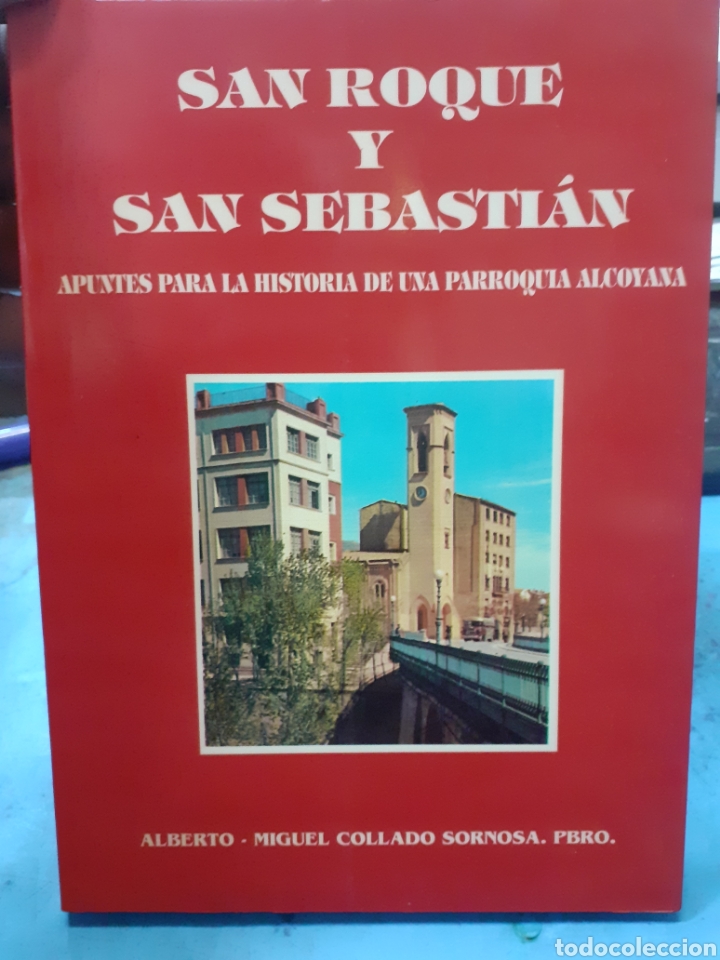 SAN ROQUE
Y
SAN SEBASTIÁN
APUNTES PARA LA HISTORIA DE UNA PARROQUIA ALCOYANA
ALBERTO - MIGUEL COLLADO SORNOSA. PBRO.
todocoleccion